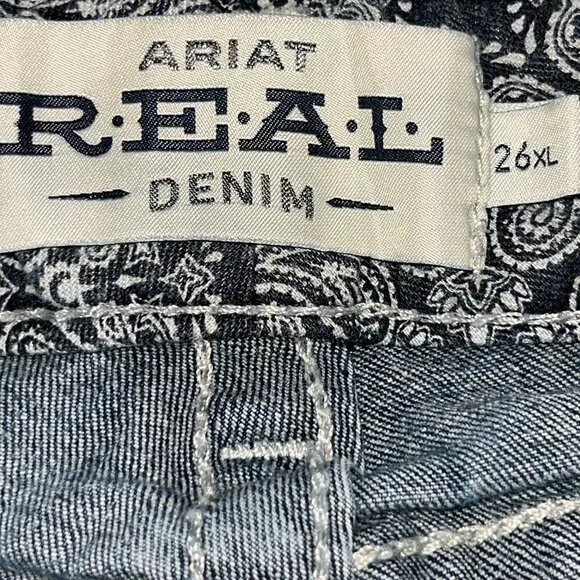 ARIAT
R·E·A·L·
DENIM
26XL